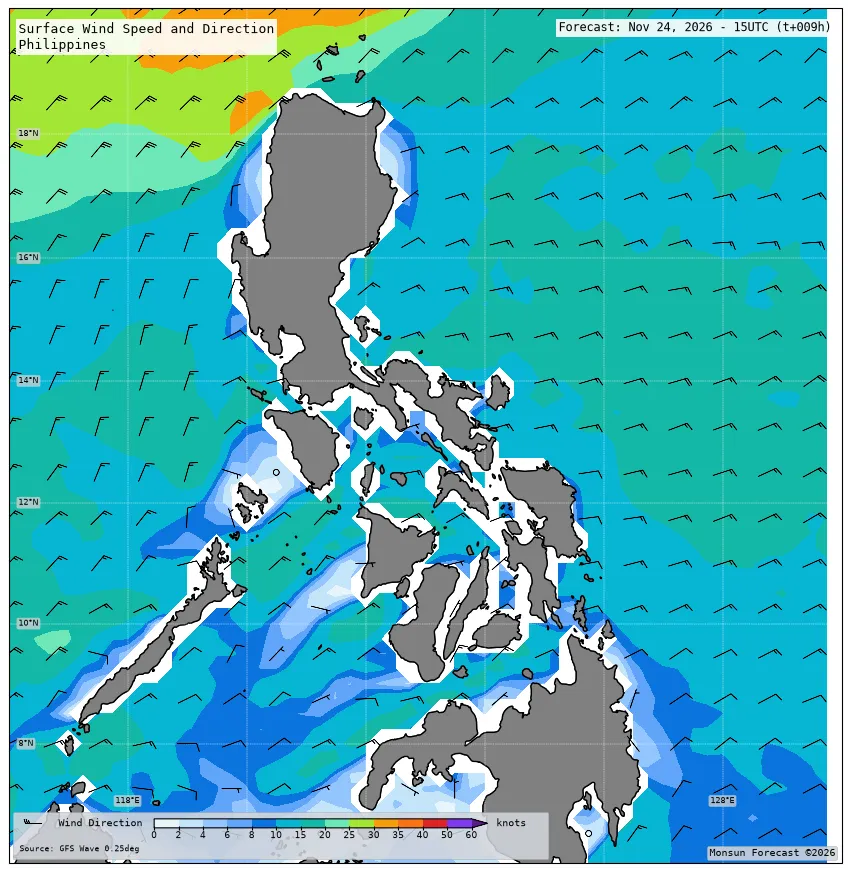 Surface Wind Speed and Direction
Philippines
Forecast: Nov 24, 2026 - 15UTC (t+009h)
18°N
16°N
14°N
12°N
10°N
8°N
118°E
128°E
Wind Direction
knots
0 2 4 6 8 10 15 20 25 30 35 40 50 60
Source: GFS Wave 0.25deg
Monsun Forecast ©2026